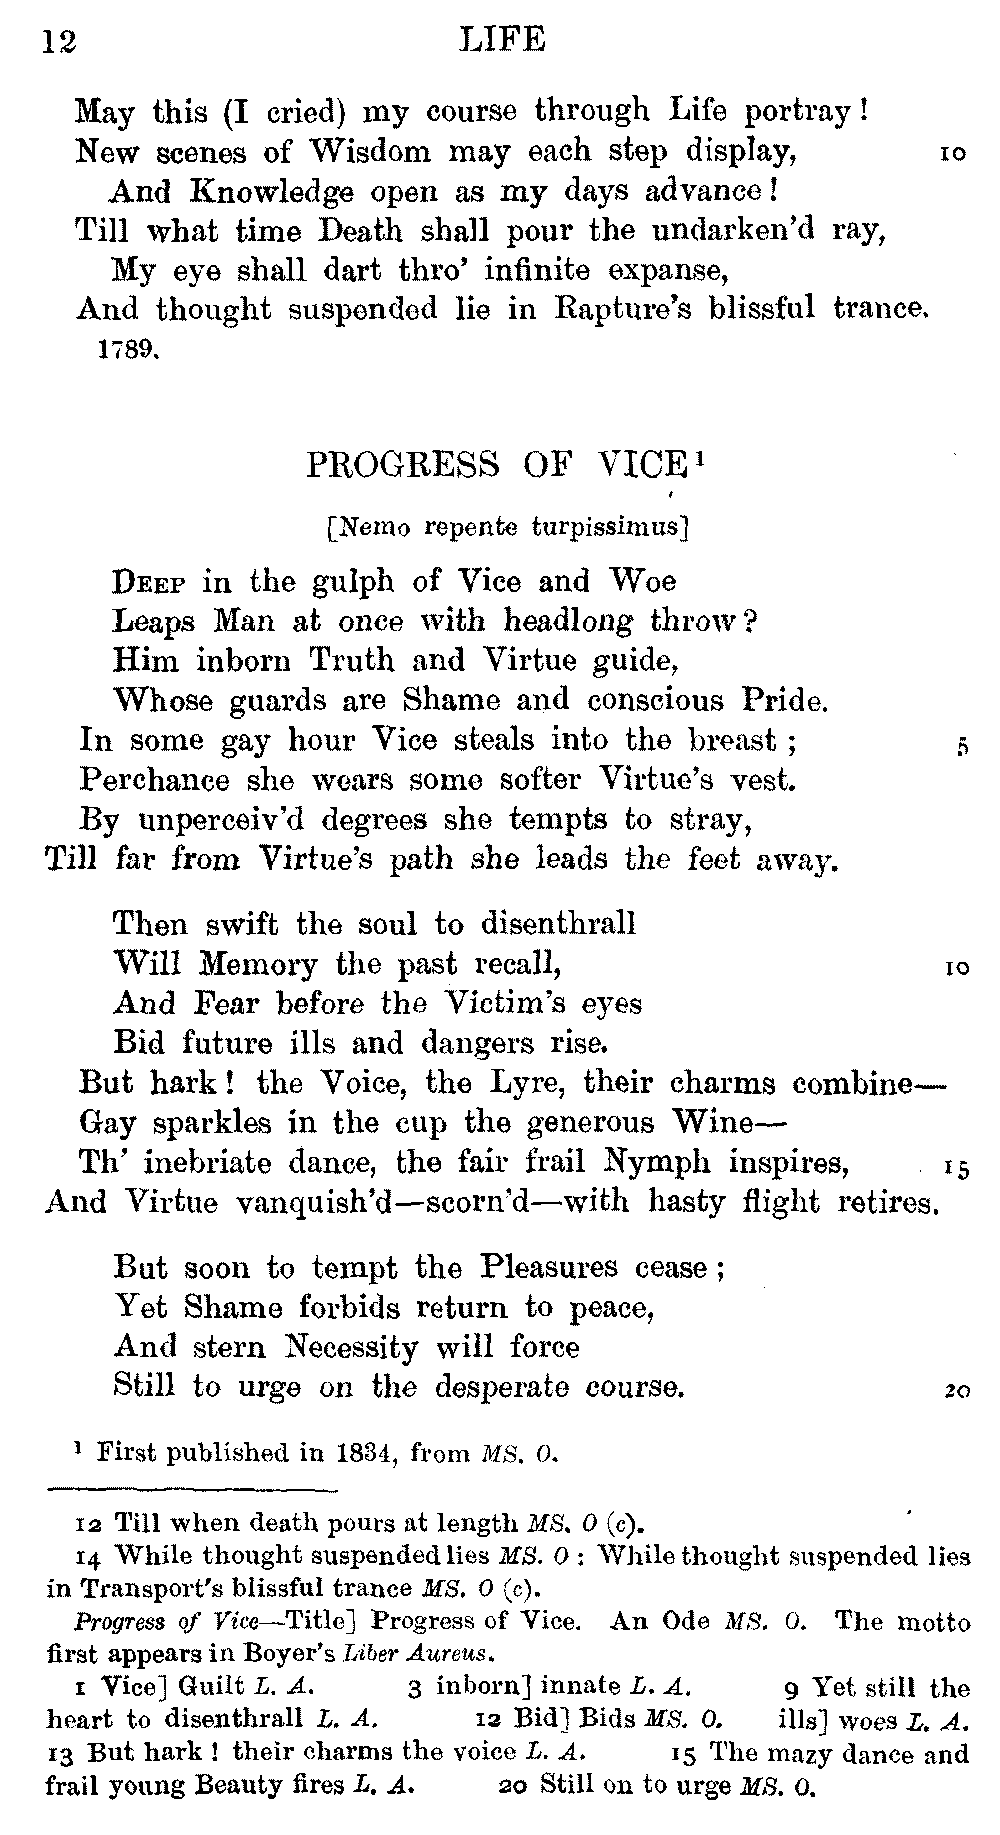 12 LIFE
May this (I cried) my course through Life portray !
New scenes of Wisdom may each step display, 10
And Knowledge open as my days advance !
Till what time Death shall pour the undarken'd ray,
My eye shall dart thro' infinite expanse,
And thought suspended lie in Rapture's blissful trance.
1789.
PROGRESS OF VICE ¹
[Nemo repente turpissimus]
DEEP in the gulph of Vice and Woe
Leaps Man at once with headlong throw ?
Him inborn Truth and Virtue guide,
Whose guards are Shame and conscious Pride.
In some gay hour Vice steals into the breast ; 5
Perchance she wears some softer Virtue's vest.
By unperceiv'd degrees she tempts to stray,
Till far from Virtue's path she leads the feet away.
Then swift the soul to disenthrall
Will Memory the past recall, 10
And Fear before the Victim's eyes
Bid future ills and dangers rise.
But hark ! the Voice, the Lyre, their charms combine—
Gay sparkles in the cup the generous Wine—
Th' inebriate dance, the fair frail Nymph inspires, 15
And Virtue vanquish'd—scorn'd—with hasty flight retires.
But soon to tempt the Pleasures cease ;
Yet Shame forbids return to peace,
And stern Necessity will force
Still to urge on the desperate course. 20
¹ First published in 1834, from MS. O.
12 Till when death pours at length MS. O (c).
14 While thought suspended lies MS. O : While thought suspended lies
in Transport's blissful trance MS. O (c).
Progress of Vice—Title] Progress of Vice. An Ode MS. O. The motto
first appears in Boyer's Liber Aureus.
1 Vice] Guilt L. A. 3 inborn] innate L. A. 9 Yet still the
heart to disenthrall L. A. 12 Bid] Bids MS. O. ills] woes L. A.
13 But hark ! their charms the voice L. A. 15 The mazy dance and
frail young Beauty fires L. A. 20 Still on to urge MS. O.